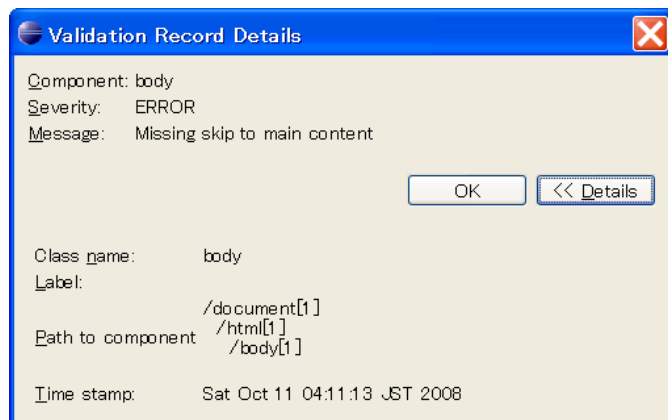 Validation Record Details
Component: body
Severity: ERROR
Message: Missing skip to main content
OK
<< Details
Class name: body
Label:
Path to component
/document[1]
/html[1]
/body[1]
Time stamp: Sat Oct 11 04:11:13 JST 2008